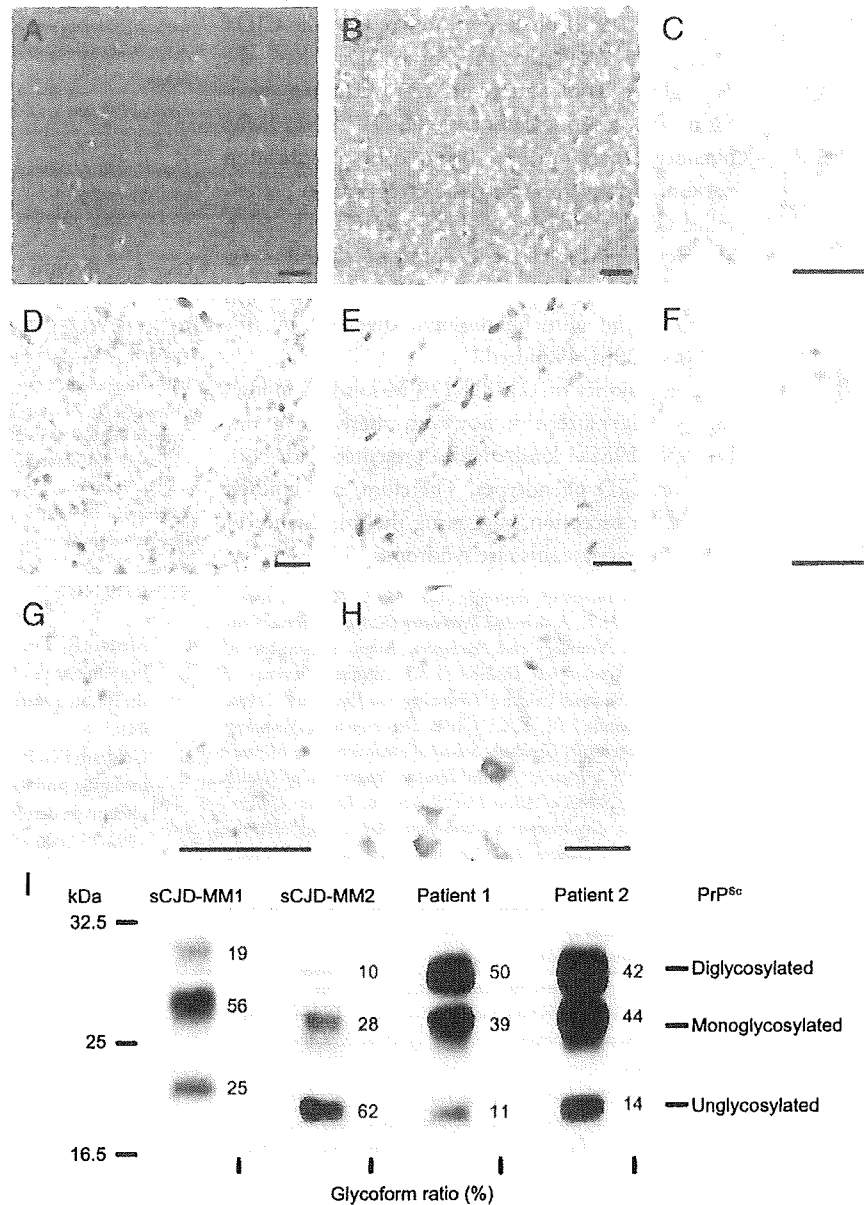 A B C
D E F
G H
I
kDa sCJD-MM1 sCJD-MM2 Patient 1 Patient 2 PrPSc
32.5
19 10 50 42 Diglycosylated
56 28 39 44 Monoglycosylated
25
25 62 11 14 Unglycosylated
16.5
Glycoform ratio (%)